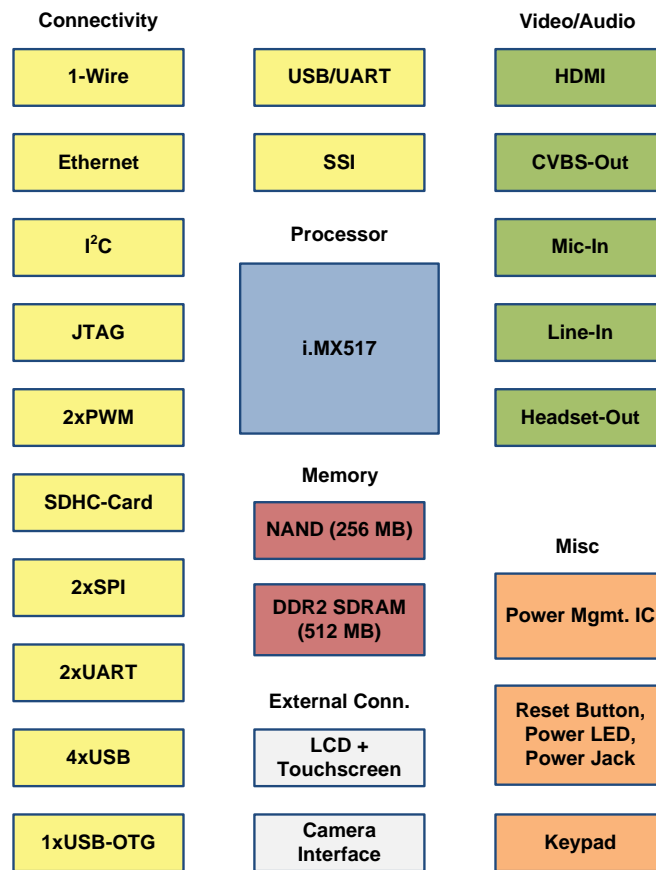 Connectivity
1-Wire
Ethernet
I²C
JTAG
2xPWM
SDHC-Card
2xSPI
2xUART
4xUSB
1xUSB-OTG
USB/UART
SSI
Processor
i.MX517
Memory
NAND (256 MB)
DDR2 SDRAM
(512 MB)
External Conn.
LCD +
Touchscreen
Camera
Interface
Video/Audio
HDMI
CVBS-Out
Mic-In
Line-In
Headset-Out
Misc
Power Mgmt. IC
Reset Button,
Power LED,
Power Jack
Keypad